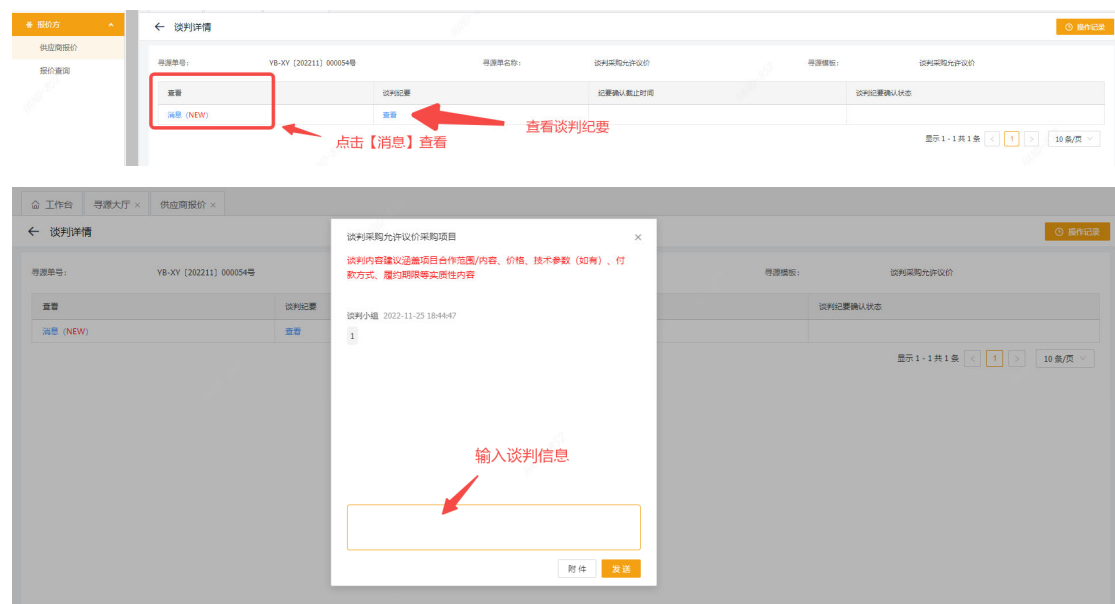 报价方
供应商报价
报价查询
← 谈判详情
操作记录
寻源单号： YB-XY [202211] 000054号 寻源单名称： 谈判采购允许议价 寻源模板： 谈判采购允许议价
查看 谈判纪要 纪要确认截止时间 谈判纪要确认状态
消息 (NEW) 查看
点击【消息】查看
查看谈判纪要
显示 1 - 1 共 1 条 < 1 > 10 条/页
工作台 寻源大厅 × 供应商报价 ×
← 谈判详情
操作记录
寻源单号： YB-XY [202211] 000054号 寻源模板： 谈判采购允许议价
查看 谈判纪要 谈判纪要确认状态
消息 (NEW) 查看
显示 1 - 1 共 1 条 < 1 > 10 条/页
谈判采购允许议价采购项目 ×
谈判内容建议涵盖项目合作范围/内容、价格、技术参数（如有）、付
款方式、履约期限等实质性内容
谈判小组 2022-11-25 18:44:47
1
输入谈判信息
附 件 发 送